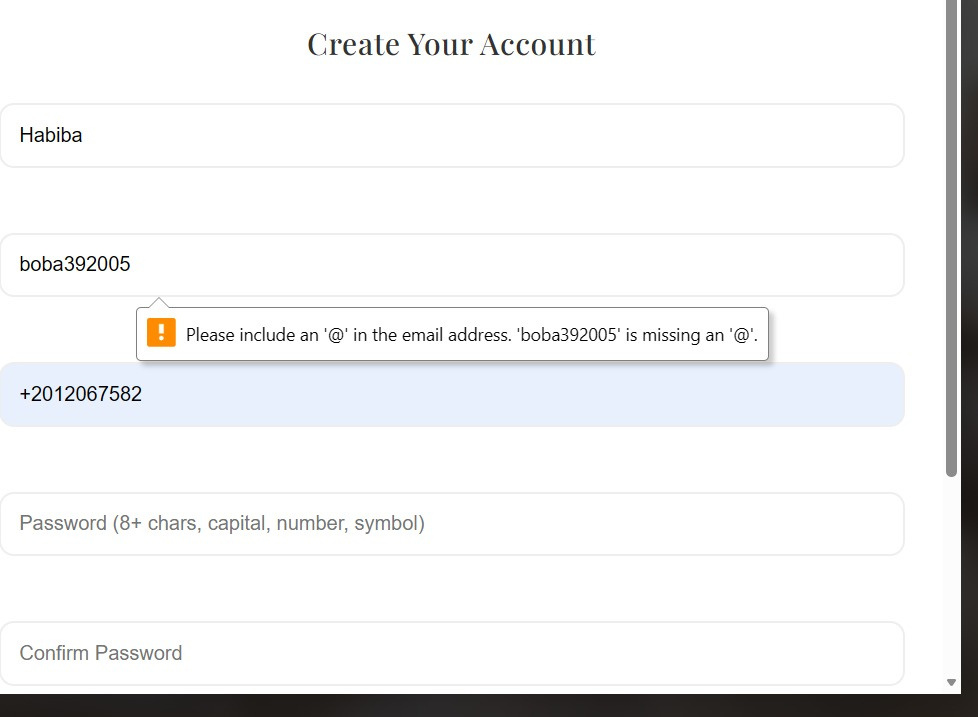 Create Your Account
Habiba
boba392005
Please include an '@' in the email address. 'boba392005' is missing an '@'.
+2012067582
Password (8+ chars, capital, number, symbol)
Confirm Password